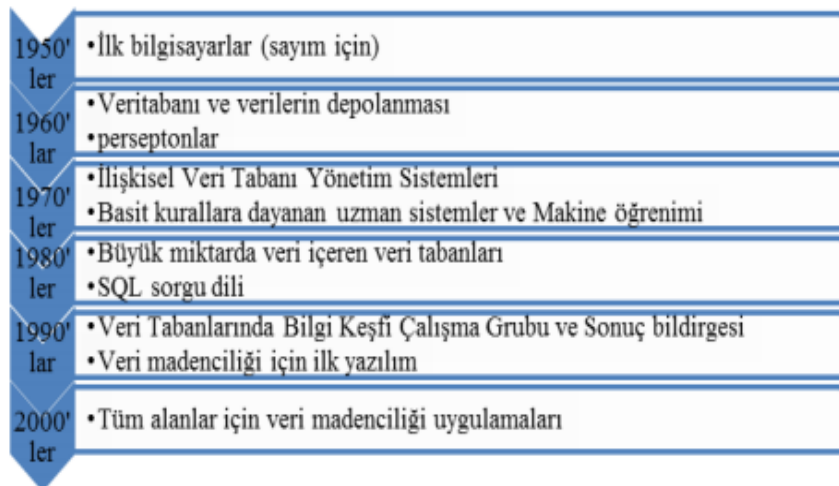 1950'
ler
•İlk bilgisayarlar (sayım için)
1960'
lar
•Veritabanı ve verilerin depolanması
•perseptonlar
1970'
ler
•İlişkisel Veri Tabanı Yönetim Sistemleri
•Basit kurallara dayanan uzman sistemler ve Makine öğrenimi
1980'
ler
•Büyük miktarda veri içeren veri tabanları
•SQL sorgu dili
1990'
lar
•Veri Tabanlarında Bilgi Keşfi Çalışma Grubu ve Sonuç bildirgesi
•Veri madenciliği için ilk yazılım
2000'
ler
•Tüm alanlar için veri madenciliği uygulamaları